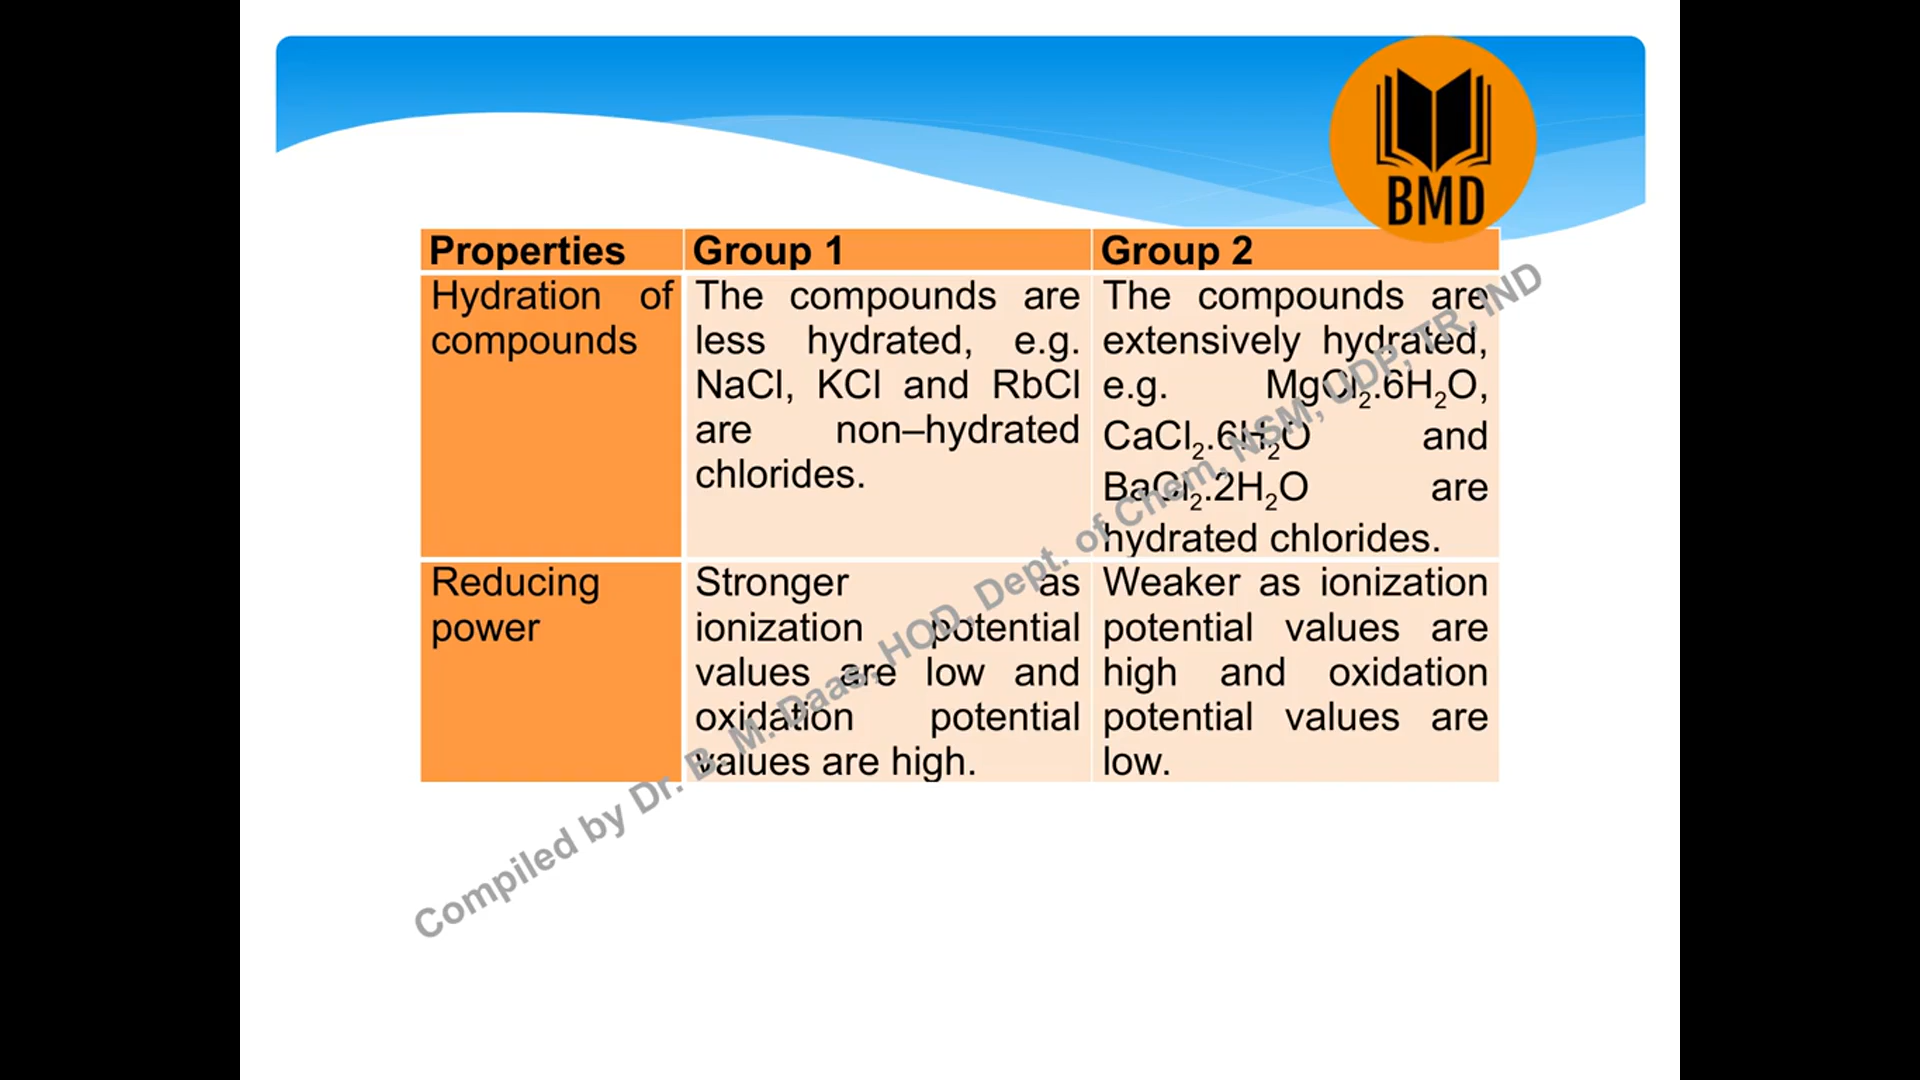 BMD
Properties Group 1 Group 2
Hydration of
compounds
The compounds are
less hydrated, e.g.
NaCl, KCl and RbCl
are non–hydrated
chlorides.
The compounds are
extensively hydrated,
e.g. MgCl₂.6H₂O,
CaCl₂.6H₂O and
BaCl₂.2H₂O are
hydrated chlorides.
Reducing
power
Stronger as
ionization potential
values are low and
oxidation potential
values are high.
Weaker as ionization
potential values are
high and oxidation
potential values are
low.
Compiled by Dr. B. M. Daas, HOD, Dept. of Chem, NSM, UDP, TR, IND